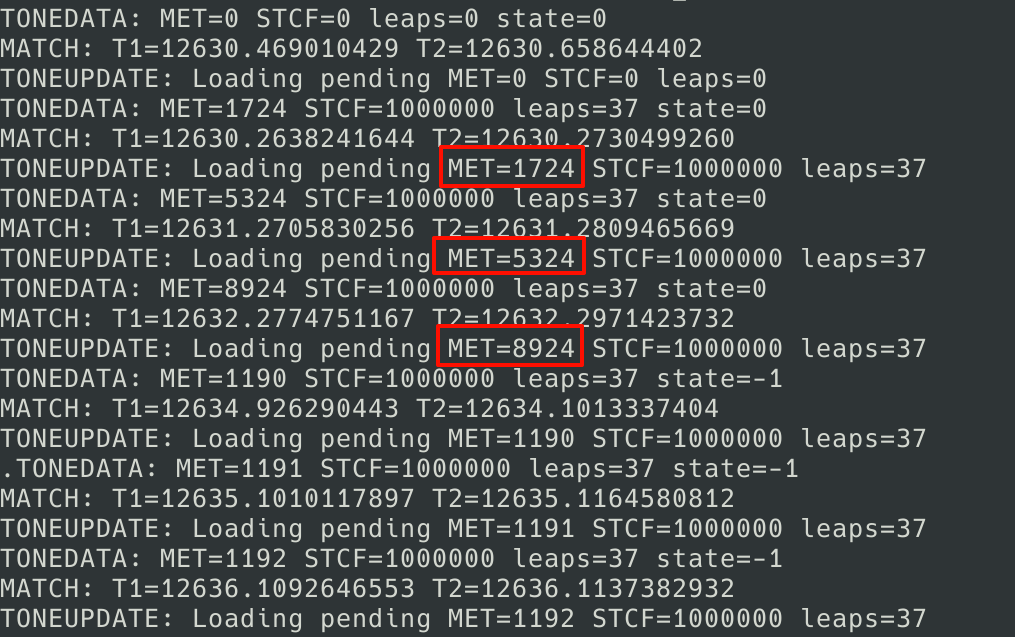 TONEDATA: MET=0 STCF=0 leaps=0 state=0
MATCH: T1=12630.469010429 T2=12630.658644402
TONEUPDATE: Loading pending MET=0 STCF=0 leaps=0
TONEDATA: MET=1724 STCF=1000000 leaps=37 state=0
MATCH: T1=12630.2638241644 T2=12630.2730499260
TONEUPDATE: Loading pending MET=1724 STCF=1000000 leaps=37
TONEDATA: MET=5324 STCF=1000000 leaps=37 state=0
MATCH: T1=12631.2705830256 T2=12631.2809465669
TONEUPDATE: Loading pending MET=5324 STCF=1000000 leaps=37
TONEDATA: MET=8924 STCF=1000000 leaps=37 state=0
MATCH: T1=12632.2774751167 T2=12632.2971423732
TONEUPDATE: Loading pending MET=8924 STCF=1000000 leaps=37
TONEDATA: MET=1190 STCF=1000000 leaps=37 state=-1
MATCH: T1=12634.926290443 T2=12634.1013337404
TONEUPDATE: Loading pending MET=1190 STCF=1000000 leaps=37
.TONEDATA: MET=1191 STCF=1000000 leaps=37 state=-1
MATCH: T1=12635.1010117897 T2=12635.1164580812
TONEUPDATE: Loading pending MET=1191 STCF=1000000 leaps=37
TONEDATA: MET=1192 STCF=1000000 leaps=37 state=-1
MATCH: T1=12636.1092646553 T2=12636.1137382932
TONEUPDATE: Loading pending MET=1192 STCF=1000000 leaps=37